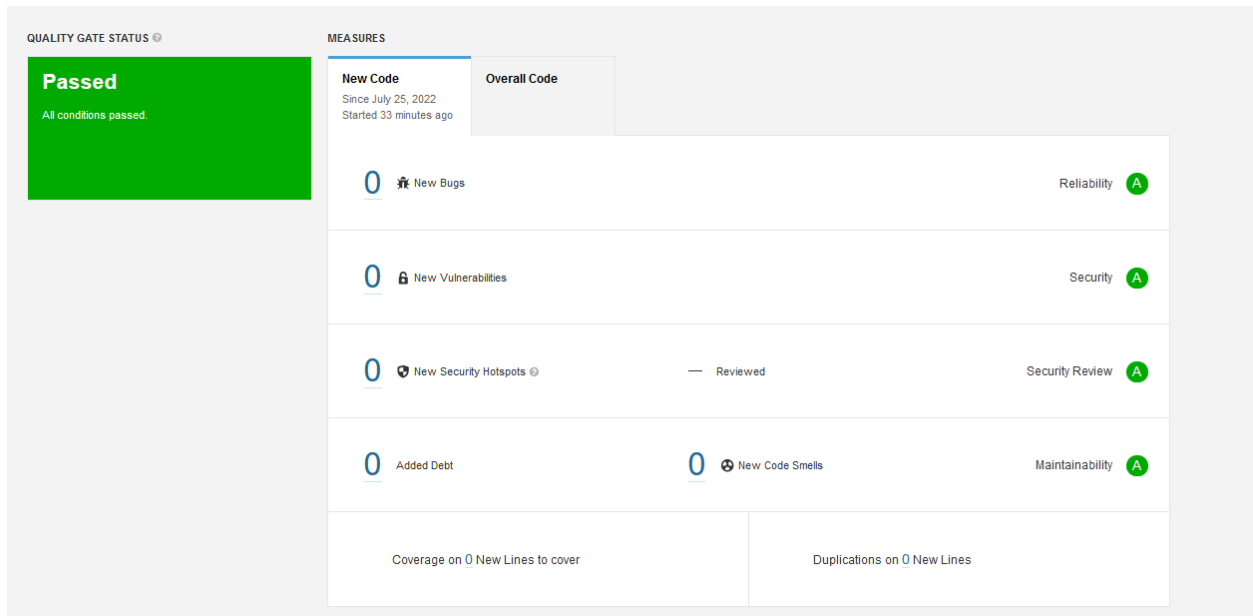 QUALITY GATE STATUS
MEASURES
Passed
All conditions passed.
New Code
Since July 25, 2022
Started 33 minutes ago
Overall Code
0 New Bugs
Reliability A
0 New Vulnerabilities
Security A
0 New Security Hotspots ?
— Reviewed
Security Review A
0 Added Debt
0 New Code Smells
Maintainability A
Coverage on 0 New Lines to cover
Duplications on 0 New Lines